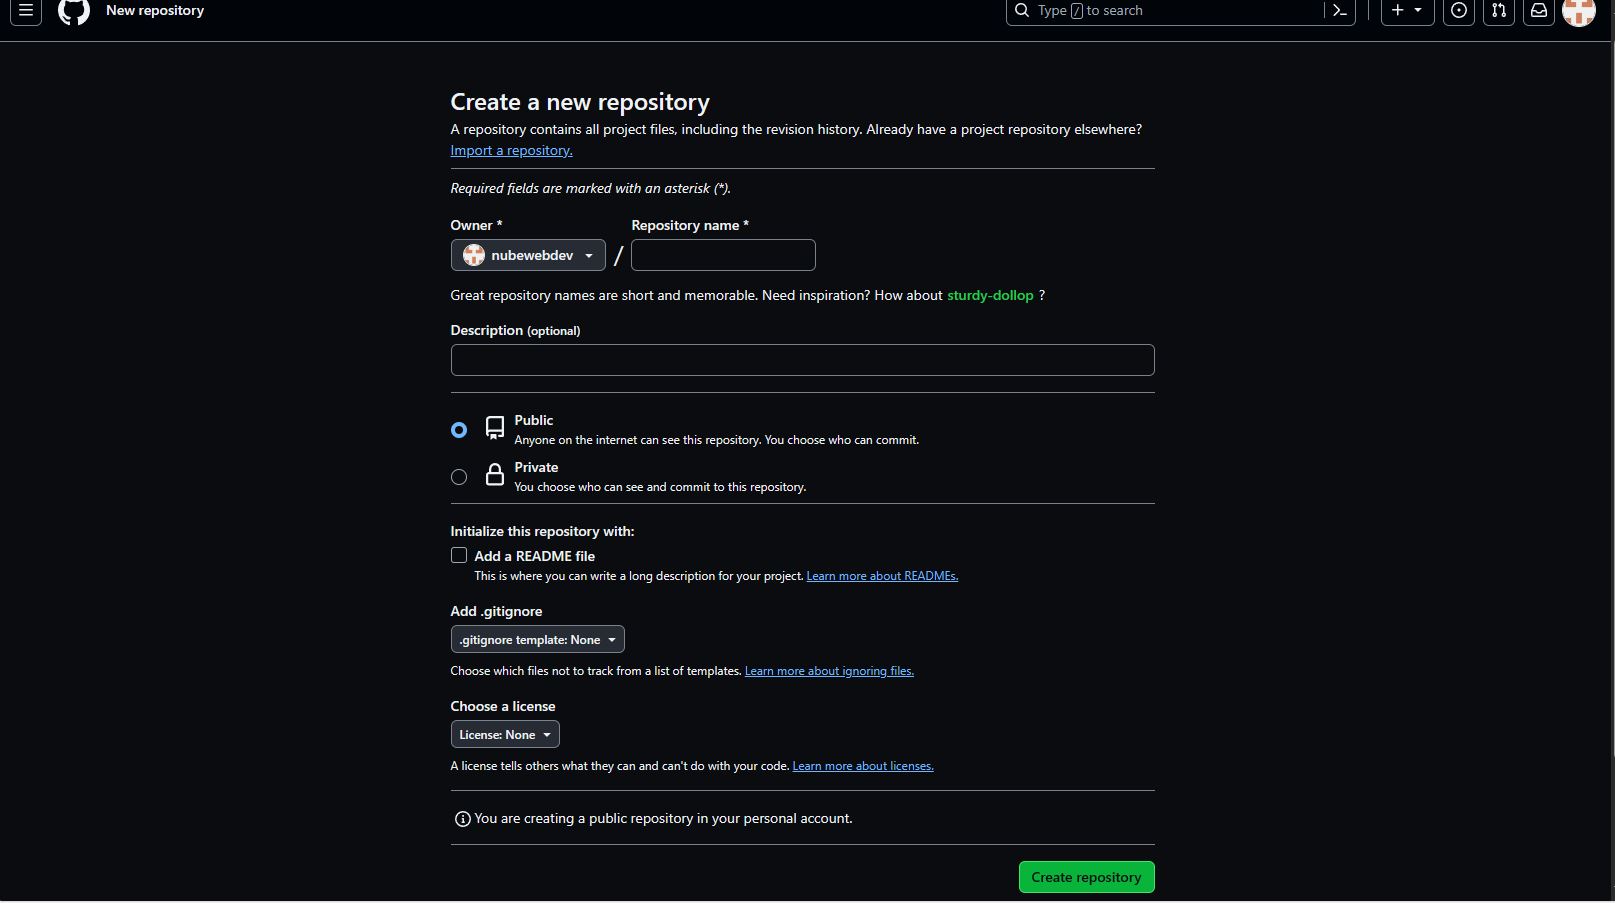 New repository
Type / to search
Create a new repository
A repository contains all project files, including the revision history. Already have a project repository elsewhere?
Import a repository.
Required fields are marked with an asterisk (*).
Owner * Repository name *
nubewebdev /
Great repository names are short and memorable. Need inspiration? How about sturdy-dollop ?
Description (optional)
Public
Anyone on the internet can see this repository. You choose who can commit.
Private
You choose who can see and commit to this repository.
Initialize this repository with:
Add a README file
This is where you can write a long description for your project. Learn more about READMEs.
Add .gitignore
.gitignore template: None
Choose which files not to track from a list of templates. Learn more about ignoring files.
Choose a license
License: None
A license tells others what they can and can't do with your code. Learn more about licenses.
You are creating a public repository in your personal account.
Create repository